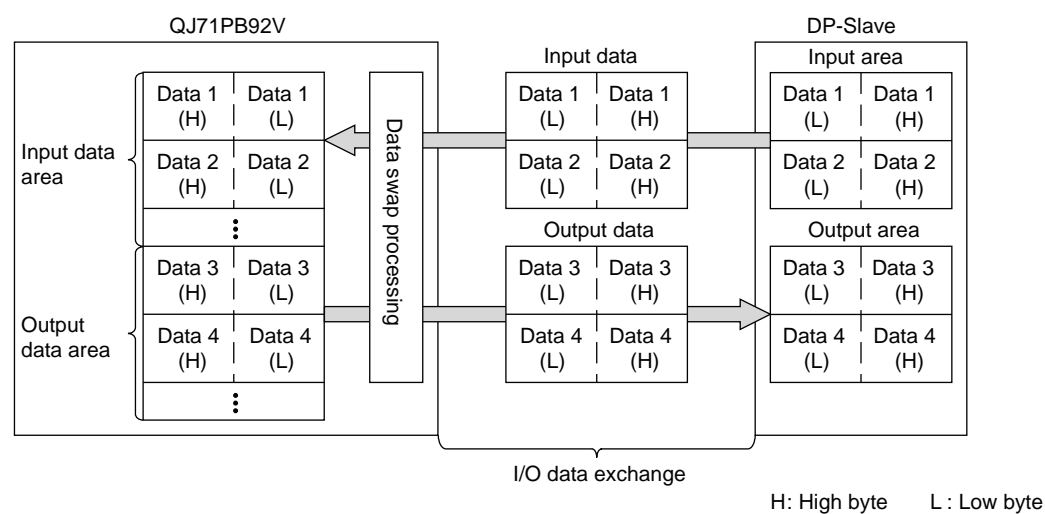 QJ71PB92V
DP-Slave
Input data
Input area
Input data
area
Data 1
(H)
Data 1
(L)
Data 2
(H)
Data 2
(L)
Data swap processing
Data 1
(L)
Data 1
(H)
Data 2
(L)
Data 2
(H)
Data 1
(L)
Data 1
(H)
Data 2
(L)
Data 2
(H)
Output data
Output area
Output
data area
Data 3
(H)
Data 3
(L)
Data 4
(H)
Data 4
(L)
Data 3
(L)
Data 3
(H)
Data 4
(L)
Data 4
(H)
Data 3
(L)
Data 3
(H)
Data 4
(L)
Data 4
(H)
I/O data exchange
H: High byte L : Low byte